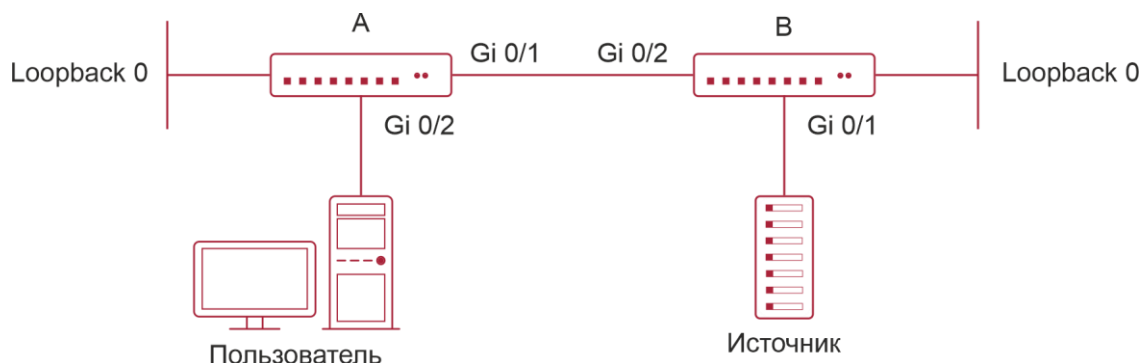 A
B
Gi 0/1
Gi 0/2
Loopback 0
Loopback 0
Gi 0/2
Gi 0/1
Пользователь
Источник